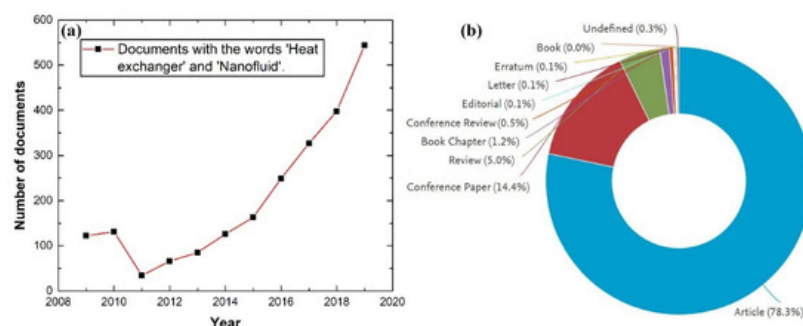 (a)
Documents with the words 'Heat
exchanger' and 'Nanofluid'.
Number of documents
600
500
400
300
200
100
0
2008
2010
2012
2014
2016
2018
2020
Year
(b)
Undefined (0.3%)
Book (0.0%)
Erratum (0.1%)
Letter (0.1%)
Editorial (0.1%)
Conference Review (0.5%)
Book Chapter (1.2%)
Review (5.0%)
Conference Paper (14.4%)
Article (78.3%)